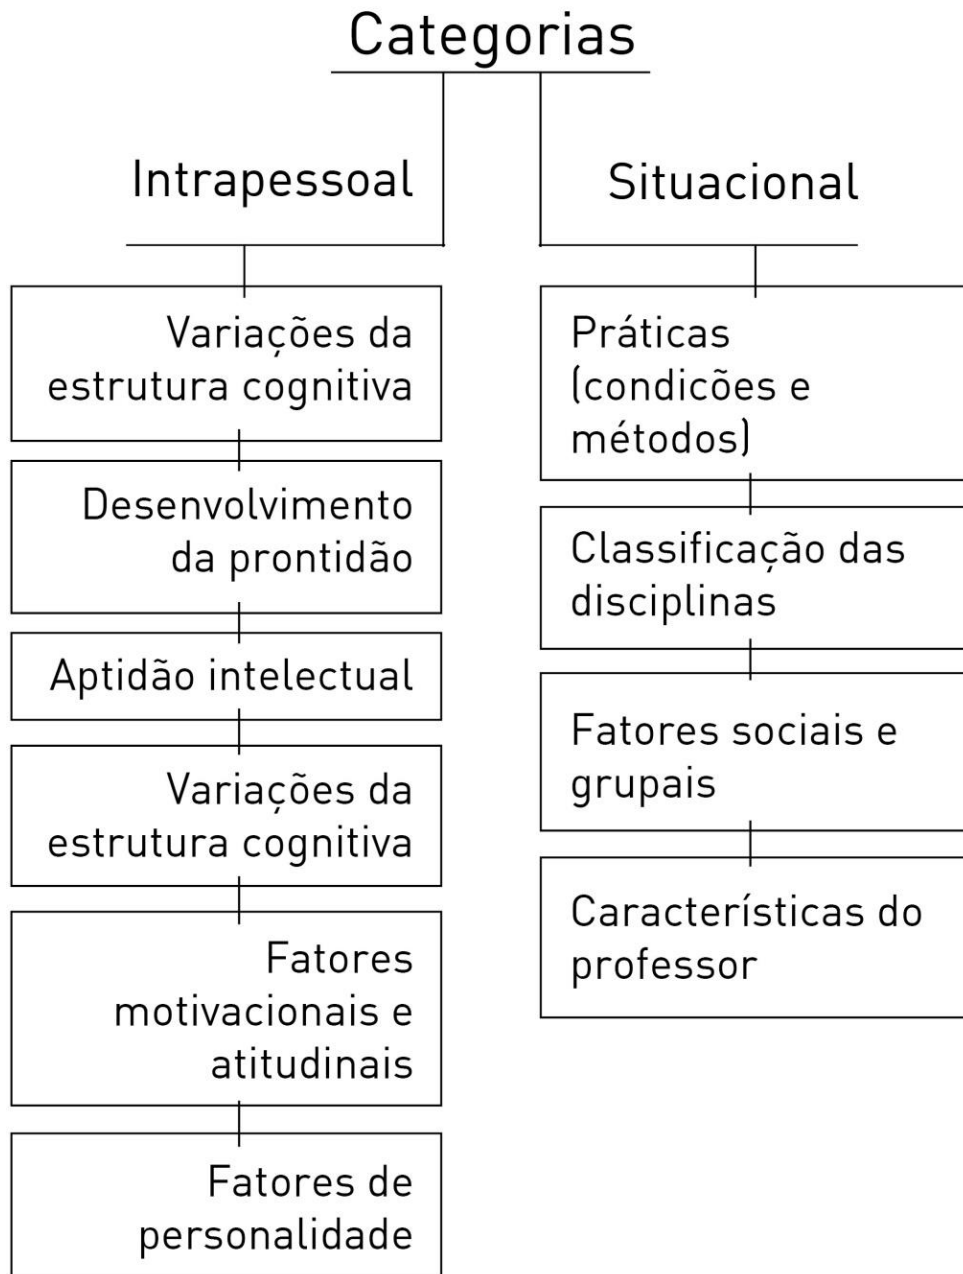 Categorias
Intrapessoal
Variações da
estrutura cognitiva
Desenvolvimento
da prontidão
Aptidão intelectual
Variações da
estrutura cognitiva
Fatores
motivacionais e
atitudinais
Fatores de
personalidade
Situacional
Práticas
(condicões e
métodos)
Classificação das
disciplinas
Fatores sociais e
grupais
Características do
professor